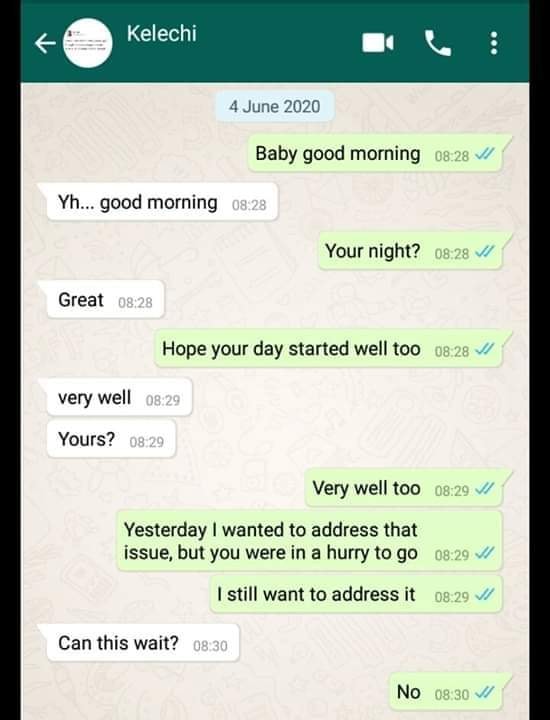 Kelechi
4 June 2020
Baby good morning 08:28
Yh... good morning 08:28
Your night? 08:28
Great 08:28
Hope your day started well too 08:28
very well 08:29
Yours? 08:29
Very well too 08:29
Yesterday I wanted to address that
issue, but you were in a hurry to go 08:29
I still want to address it 08:29
Can this wait? 08:30
No 08:30